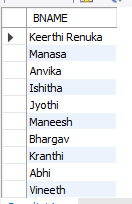 BNAME
Keerthi Renuka
Manasa
Anvika
Ishitha
Jyothi
Maneesh
Bhargav
Kranthi
Abhi
Vineeth